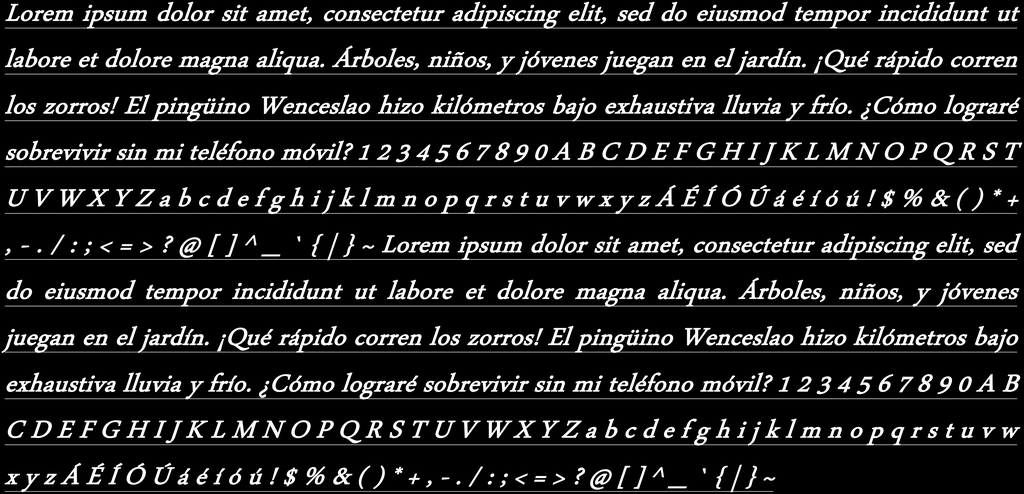 Lorem ipsum dolor sit amet, consectetur adipiscing elit, sed do eiusmod tempor incididunt ut
labore et dolore magna aliqua. Árboles, niños, y jóvenes juegan en el jardín. ¡Qué rápido corren
los zorros! El pingüino Wenceslao hizo kilómetros bajo exhaustiva lluvia y frío. ¿Cómo lograré
sobrevivir sin mi teléfono móvil? 1 2 3 4 5 6 7 8 9 0 A B C D E F G H I J K L M N O P Q R S T
U V W X Y Z a b c d e f g h i j k l m n o p q r s t u v w x y z Á É Í Ó Ú á é í ó ú ! $ % & ( ) * +
, - . / : ; < = > ? @ [ ] ^ _ ` { | } ~ Lorem ipsum dolor sit amet, consectetur adipiscing elit, sed
do eiusmod tempor incididunt ut labore et dolore magna aliqua. Árboles, niños, y jóvenes
juegan en el jardín. ¡Qué rápido corren los zorros! El pingüino Wenceslao hizo kilómetros bajo
exhaustiva lluvia y frío. ¿Cómo lograré sobrevivir sin mi teléfono móvil? 1 2 3 4 5 6 7 8 9 0 A B
C D E F G H I J K L M N O P Q R S T U V W X Y Z a b c d e f g h i j k l m n o p q r s t u v w
x y z Á É Í Ó Ú á é í ó ú ! $ % & ( ) * + , - . / : ; < = > ? @ [ ] ^ _ ` { | } ~